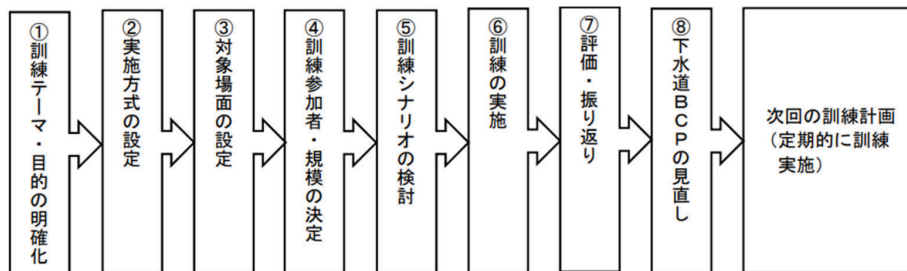 ①訓練テーマ・目的の明確化
②実施方式の設定
③対象場面の設定
④訓練参加者・規模の決定
⑤訓練シナリオの検討
⑥訓練の実施
⑦評価・振り返り
⑧下水道BCPの見直し
次回の訓練計画
（定期的に訓練
実施）